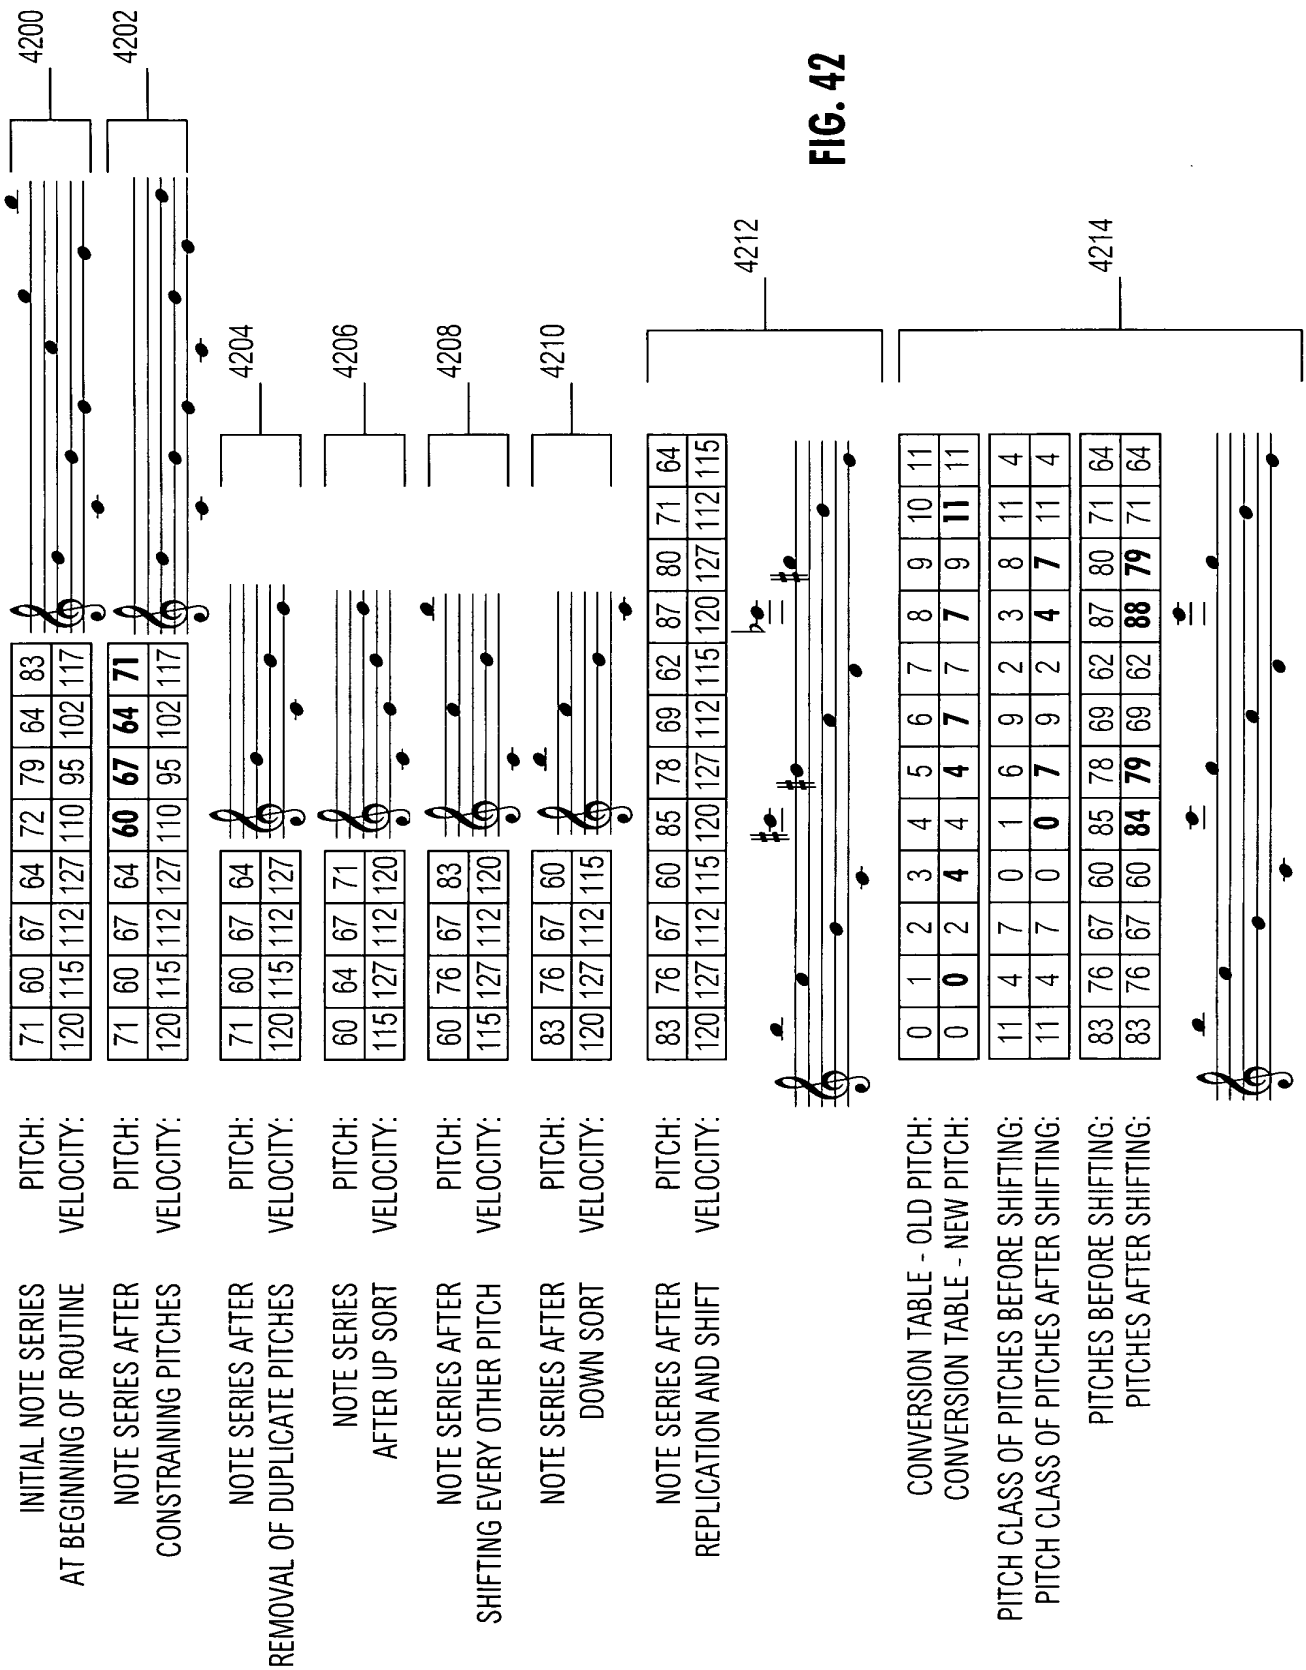 INITIAL NOTE SERIES PITCH: 71 60 67 64 72 79 64 83
AT BEGINNING OF ROUTINE VELOCITY: 120 115 112 127 110 95 102 117
4200
NOTE SERIES AFTER PITCH: 71 60 67 64 60 67 64 71
CONSTRAINING PITCHES VELOCITY: 120 115 112 127 110 95 102 117
4202
NOTE SERIES AFTER PITCH: 71 60 67 64
REMOVAL OF DUPLICATE PITCHES VELOCITY: 120 115 112 127
4204
NOTE SERIES PITCH: 60 64 67 71
AFTER UP SORT VELOCITY: 115 127 112 120
4206
NOTE SERIES AFTER PITCH: 60 76 67 83
SHIFTING EVERY OTHER PITCH VELOCITY: 115 127 112 120
4208
NOTE SERIES AFTER PITCH: 83 76 67 60
DOWN SORT VELOCITY: 120 127 112 115
4210
NOTE SERIES AFTER PITCH: 83 76 67 60 85 78 69 62 87 80 71 64
REPLICATION AND SHIFT VELOCITY: 120 127 112 115 120 127 112 115 120 127 112 115
4212
FIG. 42
CONVERSION TABLE - OLD PITCH: 0 1 2 3 4 5 6 7 8 9 10 11
CONVERSION TABLE - NEW PITCH: 0 0 2 4 4 4 7 7 7 9 11 11
PITCH CLASS OF PITCHES BEFORE SHIFTING: 11 4 7 0 1 6 9 2 3 8 11 4
PITCH CLASS OF PITCHES AFTER SHIFTING: 11 4 7 0 0 7 9 2 4 7 11 4
PITCHES BEFORE SHIFTING: 83 76 67 60 85 78 69 62 87 80 71 64
PITCHES AFTER SHIFTING: 83 76 67 60 84 79 69 62 88 79 71 64
4214